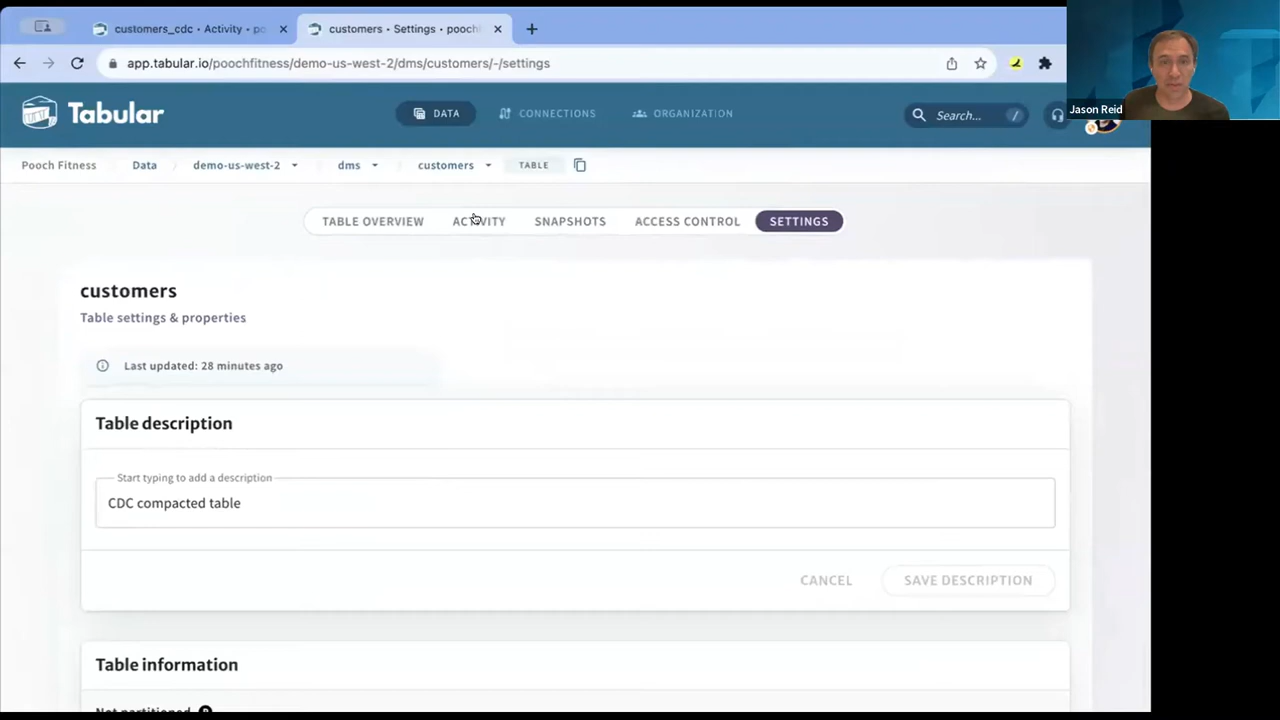 customers_cdc • Activity • po
customers • Settings • pooch
app.tabular.io/poochfitness/demo-us-west-2/dms/customers/-/settings
Jason Reid
Tabular
DATA
CONNECTIONS
ORGANIZATION
Search...
/
Pooch Fitness
Data
demo-us-west-2
dms
customers
TABLE
TABLE OVERVIEW
ACTIVITY
SNAPSHOTS
ACCESS CONTROL
SETTINGS
customers
Table settings & properties
Last updated: 28 minutes ago
Table description
Start typing to add a description
CDC compacted table
CANCEL
SAVE DESCRIPTION
Table information
Not partitioned